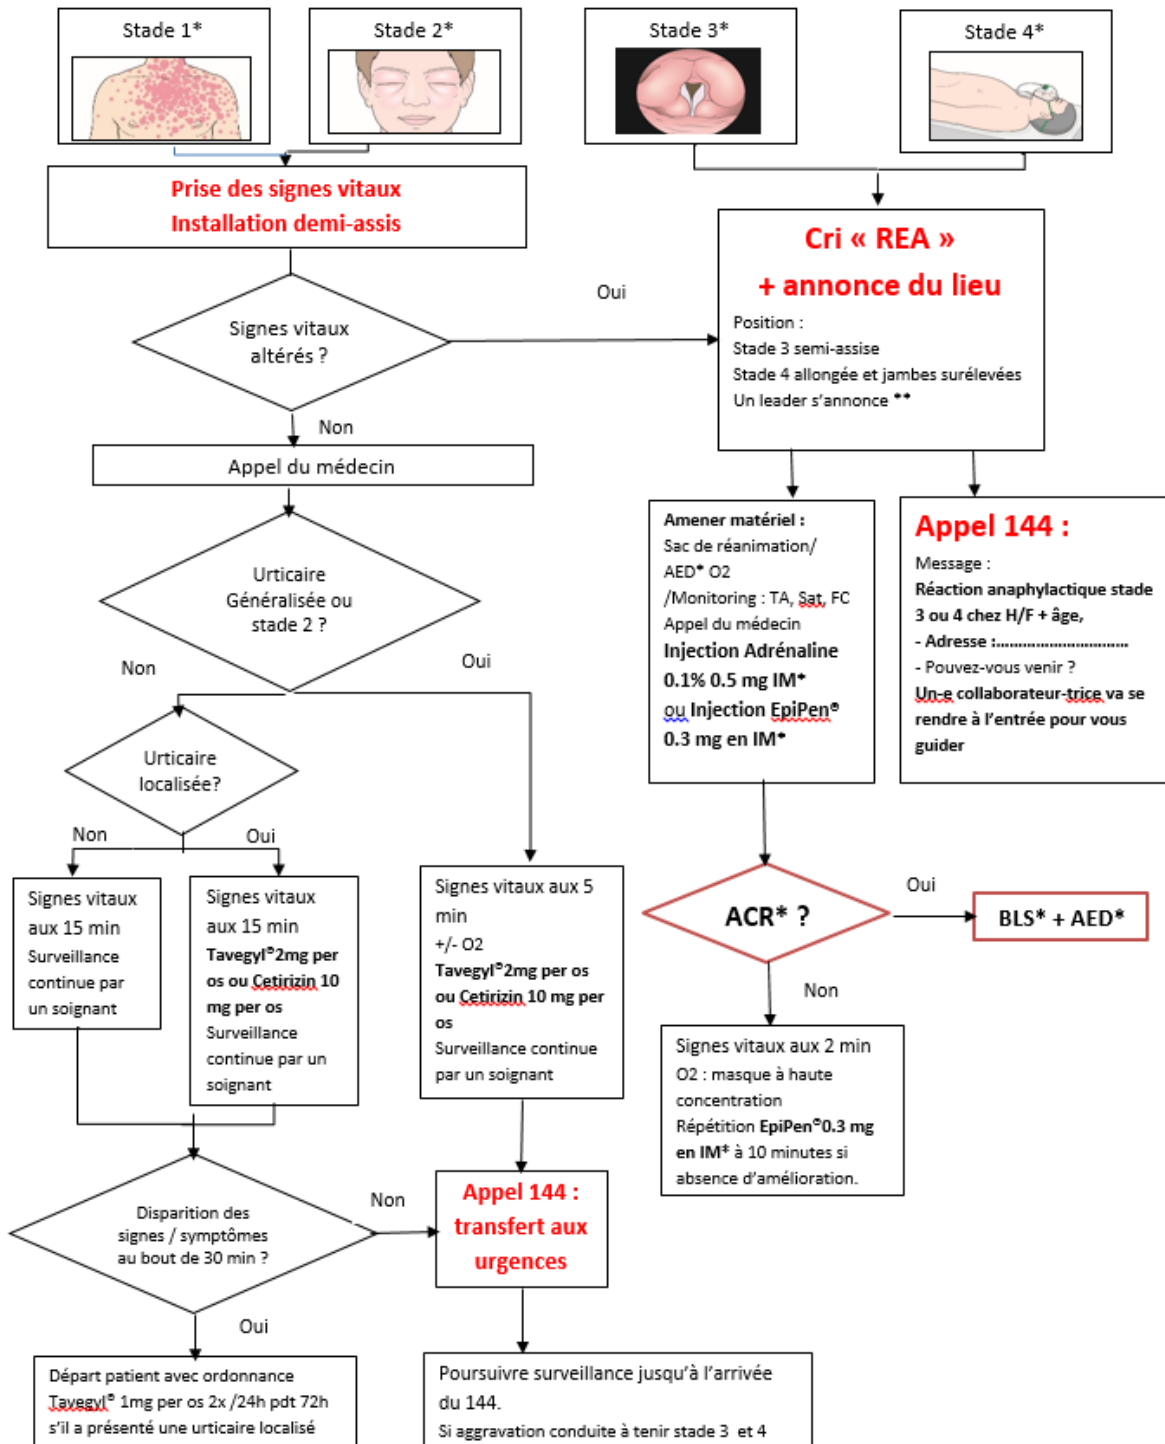 Stade 1*
Stade 2*
Stade 3*
Stade 4*
Prise des signes vitaux
Installation demi-assis
Cri « REA »
+ annonce du lieu
Position :
Stade 3 semi-assise
Stade 4 allongée et jambes surélevées
Un leader s'annonce **
Signes vitaux
altérés ?
Oui
Non
Appel du médecin
Amener matériel :
Sac de réanimation/
AED* O2
/Monitoring : TA, Sat, FC
Appel du médecin
Injection Adrénaline
0.1% 0.5 mg IM*
ou Injection EpiPen®
0.3 mg en IM*
Appel 144 :
Message :
Réaction anaphylactique stade
3 ou 4 chez H/F + âge,
- Adresse :..............................
- Pouvez-vous venir ?
Un-e collaborateur-trice va se
rendre à l'entrée pour vous
guider
Urticaire
Généralisée ou
stade 2 ?
Non
Oui
Urticaire
localisée?
Non
Oui
Signes vitaux
aux 15 min
Surveillance
continue par
un soignant
Signes vitaux
aux 15 min
Tavegyl®2mg per
os ou Cetirizin 10
mg per os
Surveillance
continue par un
soignant
Signes vitaux aux 5
min
+/- O2
Tavegyl®2mg per os
ou Cetirizin 10 mg per
os
Surveillance continue
par un soignant
ACR* ?
Oui
BLS* + AED*
Non
Signes vitaux aux 2 min
O2 : masque à haute
concentration
Répétition EpiPen®0.3 mg
en IM* à 10 minutes si
absence d'amélioration.
Disparition des
signes / symptômes
au bout de 30 min ?
Non
Appel 144 :
transfert aux
urgences
Oui
Départ patient avec ordonnance
Tavegyl® 1mg per os 2x /24h pdt 72h
s'il a présenté une urticaire localisé
Poursuivre surveillance jusqu'à l'arrivée
du 144.
Si aggravation conduite à tenir stade 3 et 4